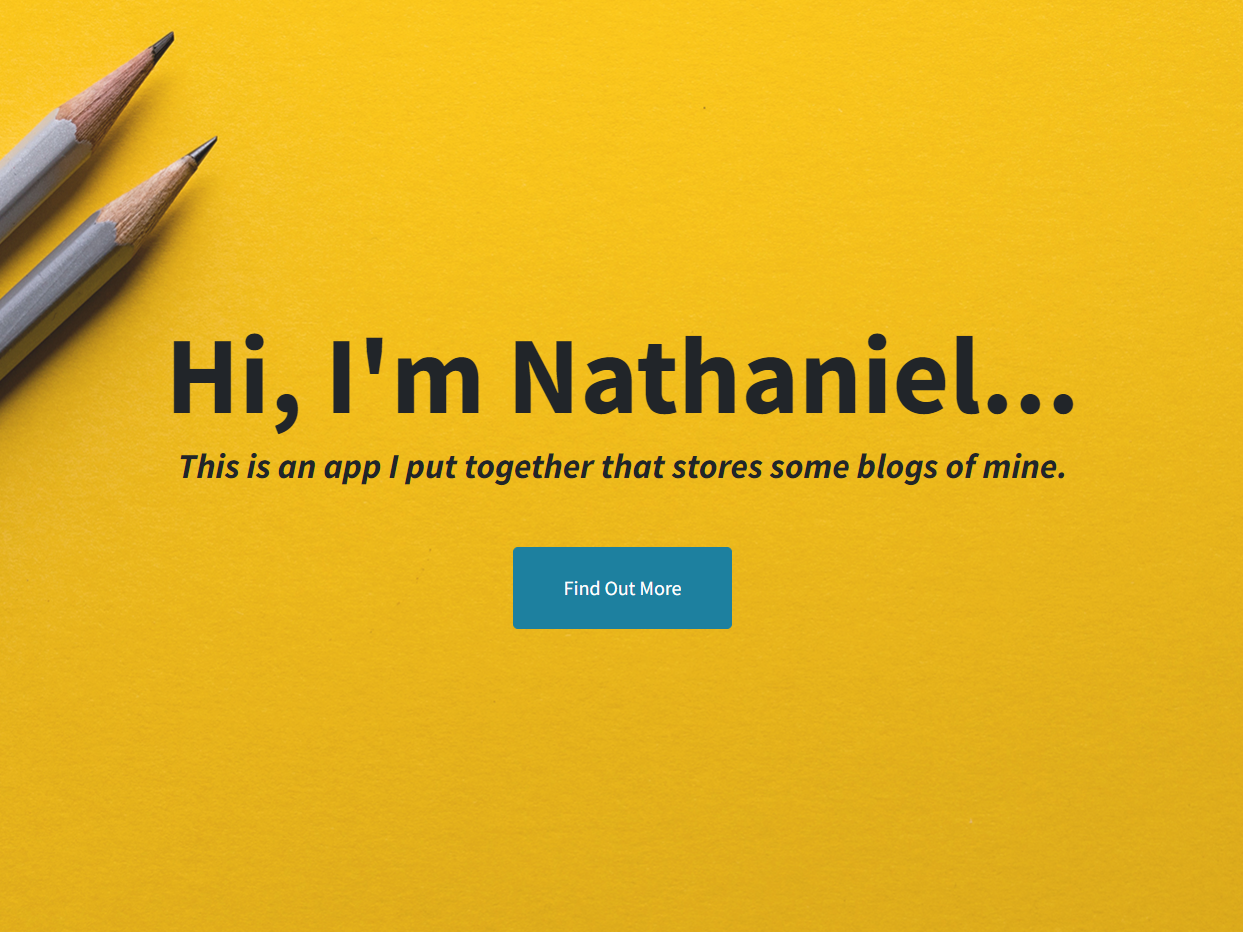 Hi, I'm Nathaniel...
This is an app I put together that stores some blogs of mine.
Find Out More